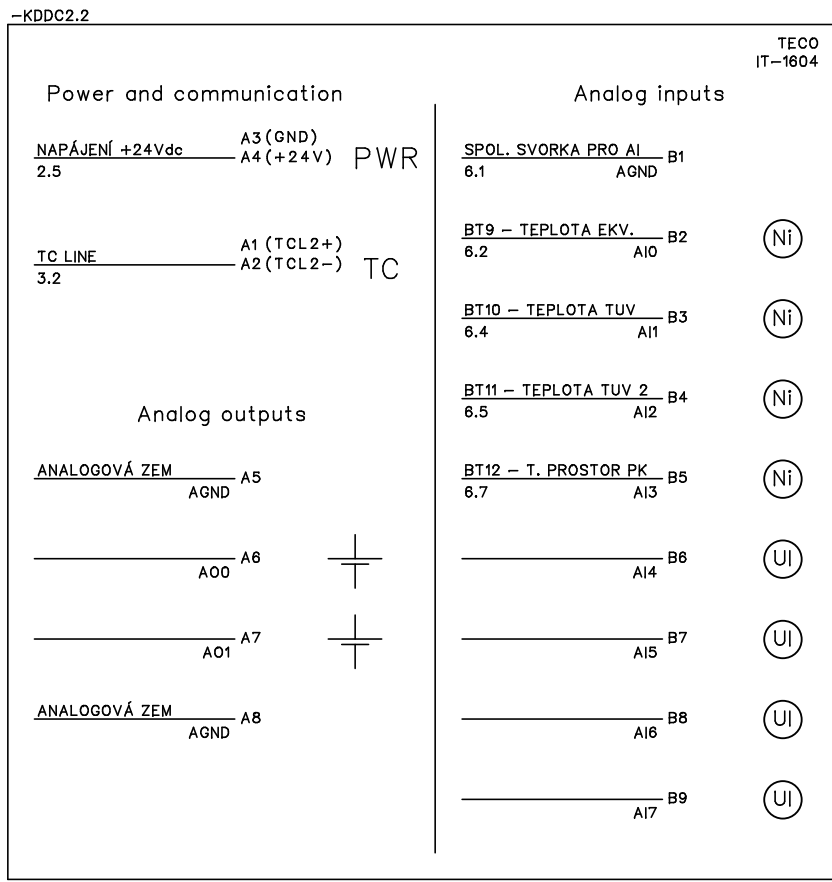 -KDDC2.2
TECO
IT-1604
Power and communication
A3(GND)
NAPÁJENÍ +24Vdc A4(+24V) PWR
2.5
A1 (TCL2+)
TC LINE A2(TCL2-) TC
3.2
Analog outputs
ANALOGOVÁ ZEM A5
AGND
A6
AO0
A7
AO1
ANALOGOVÁ ZEM A8
AGND
Analog inputs
SPOL. SVORKA PRO AI B1
6.1 AGND
BT9 - TEPLOTA EKV. B2 Ni
6.2 AI0
BT10 - TEPLOTA TUV B3 Ni
6.4 AI1
BT11 - TEPLOTA TUV 2 B4 Ni
6.5 AI2
BT12 - T. PROSTOR PK B5 Ni
6.7 AI3
B6 UI
AI4
B7 UI
AI5
B8 UI
AI6
B9 UI
AI7